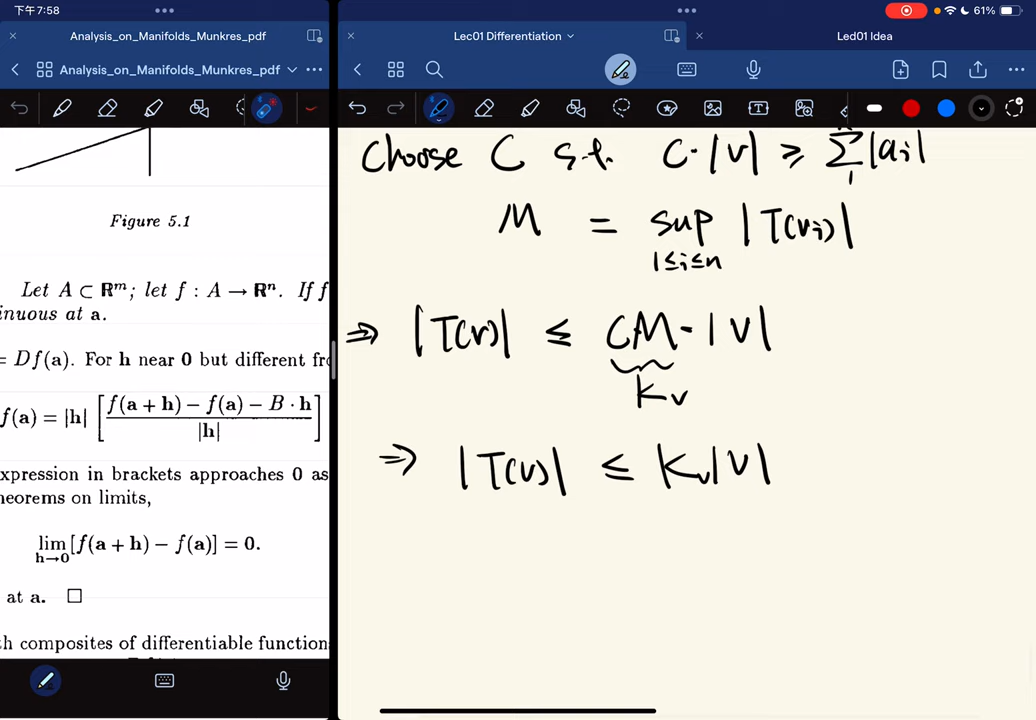 下午7:58
61%
Analysis_on_Manifolds_Munkres_pdf
Analysis_on_Manifolds_Munkres_pdf
Figure 5.1
Let A ⊂ R^m; let f : A → R^n. If f
inuous at a.
= Df(a). For h near 0 but different fr
f(a) = |h| [ f(a + h) − f(a) − B · h / |h| ]
xpression in brackets approaches 0 as
heorems on limits,
lim h→0 [f(a + h) − f(a)] = 0.
at a. □
th composites of differentiable function
Lec01 Differentiation
Led01 Idea
Choose C s.t. C·|v| ≥ Σ 1 |ai|
M = sup 1≤i≤n |T(vi)|
⇒ |T(v)| ≤ CM·|v|
Kv
⇒ |T(v)| ≤ Kv|v|